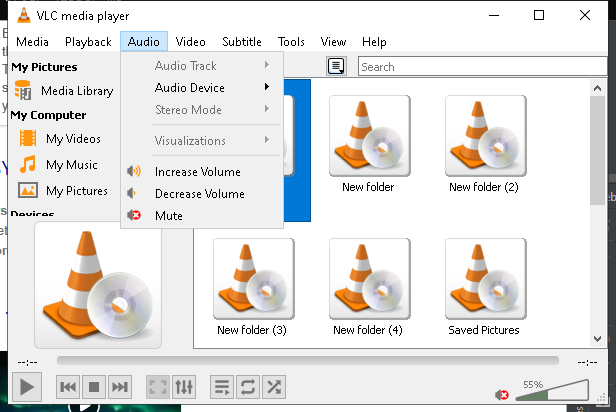 VLC media player
Media Playback Audio Video Subtitle Tools View Help
My Pictures
Media Library
My Computer
My Videos
My Music
My Pictures
Audio Track
Audio Device
Stereo Mode
Visualizations
Increase Volume
Decrease Volume
Mute
Search
New folder
New folder (2)
New folder (3)
New folder (4)
Saved Pictures
Devices
--:--
--:--
55%